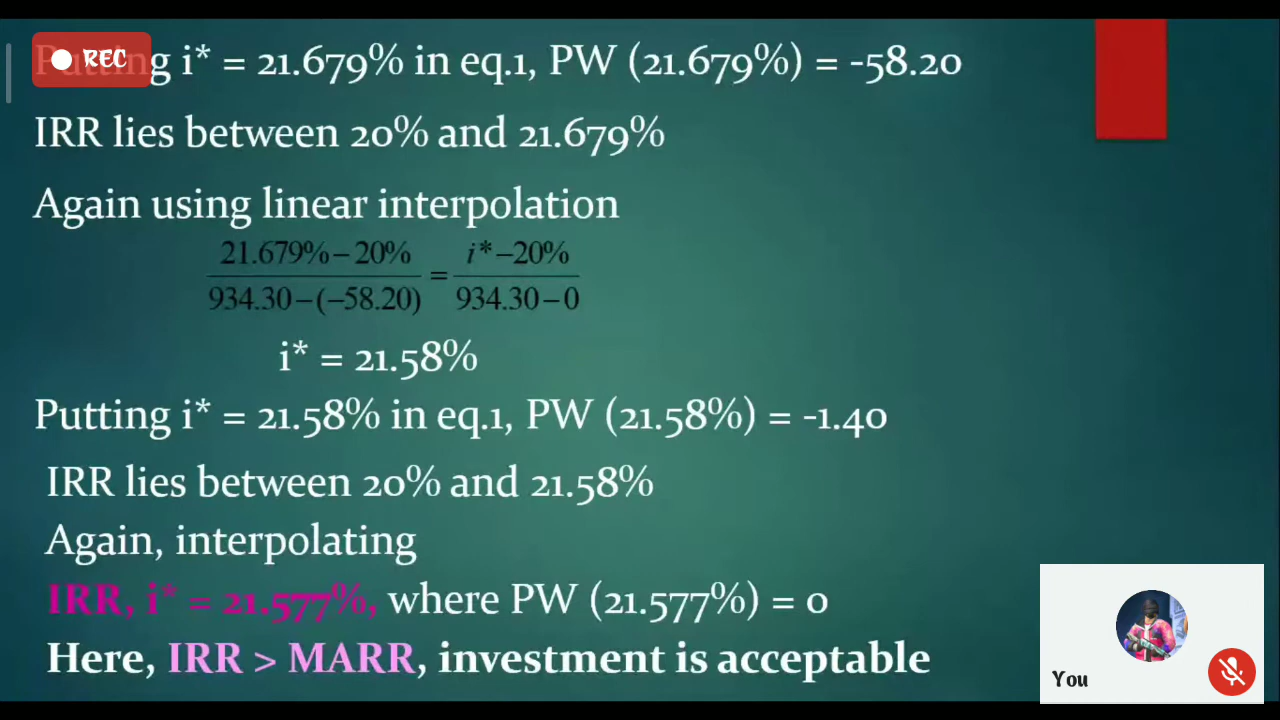 REC
Putting i* = 21.679% in eq.1, PW (21.679%) = -58.20
IRR lies between 20% and 21.679%
Again using linear interpolation
21.679% – 20% / 934.30 – (–58.20) = i* – 20% / 934.30 – 0
i* = 21.58%
Putting i* = 21.58% in eq.1, PW (21.58%) = -1.40
IRR lies between 20% and 21.58%
Again, interpolating
IRR, i* = 21.577%, where PW (21.577%) = 0
Here, IRR > MARR, investment is acceptable
You